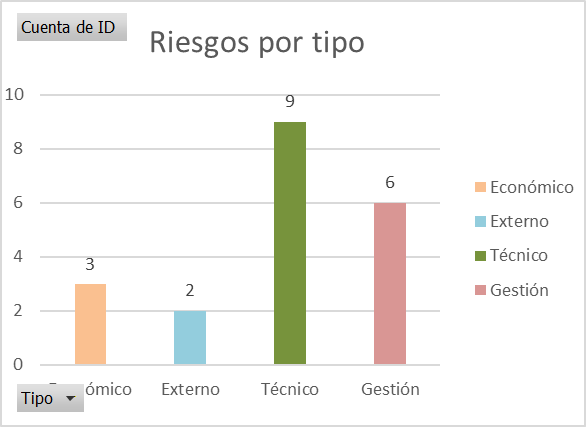 Cuenta de ID
Riesgos por tipo
10
8
6
4
2
0
3
2
9
6
Económico
Externo
Técnico
Gestión
Tipo
ómico Externo Técnico Gestión